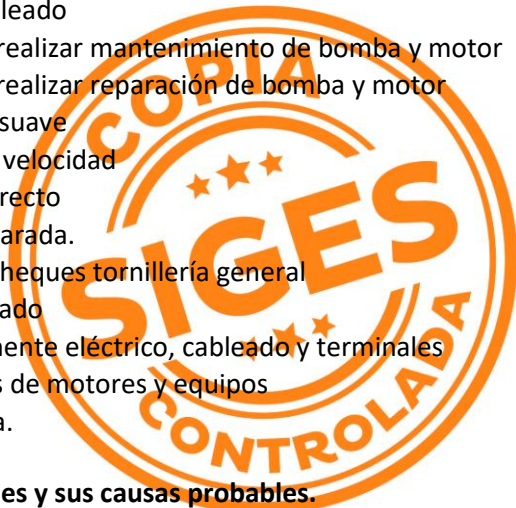 leado
realizar mantenimiento de bomba y motor
realizar reparación de bomba y motor
suave
velocidad
recto
arada.
heques tornillería general
ado
nente eléctrico, cableado y terminales
s de motores y equipos
a.
es y sus causas probables.
COPIA
SIGES
CONTROLADA